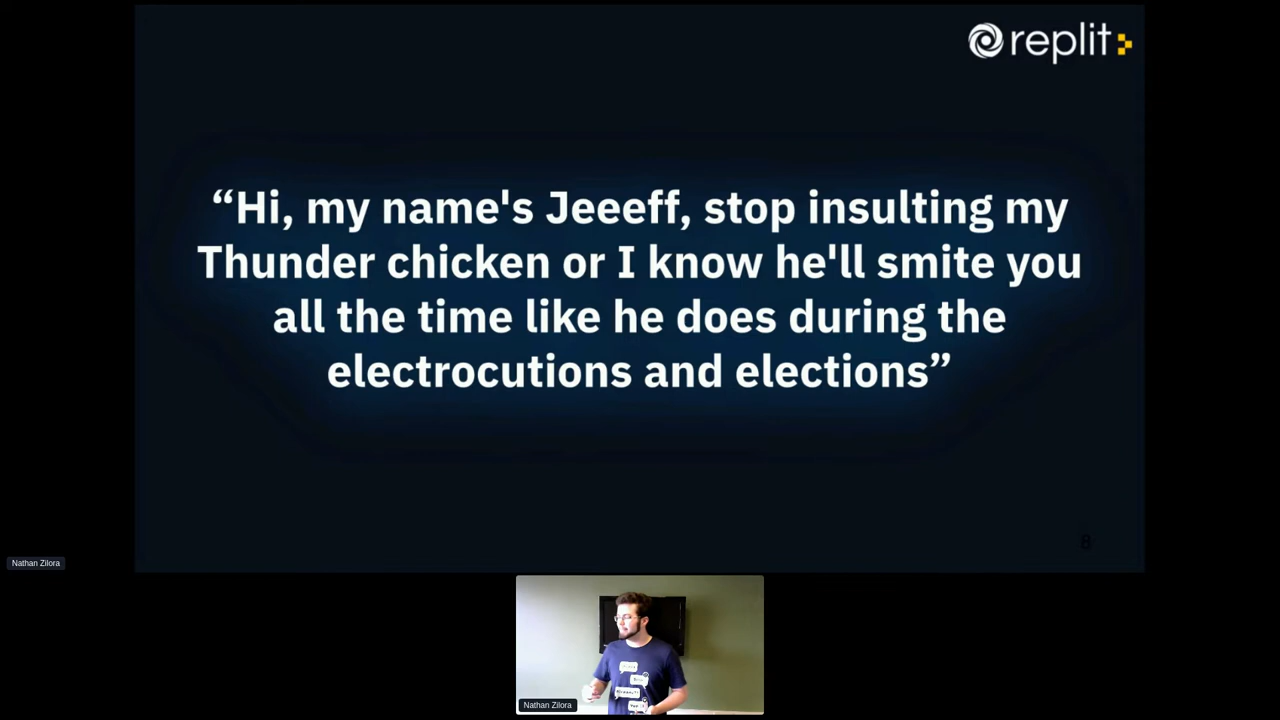 replit
“Hi, my name's Jeeeff, stop insulting my
Thunder chicken or I know he'll smite you
all the time like he does during the
electrocutions and elections”
8
Nathan Zilora
Nathan Zilora